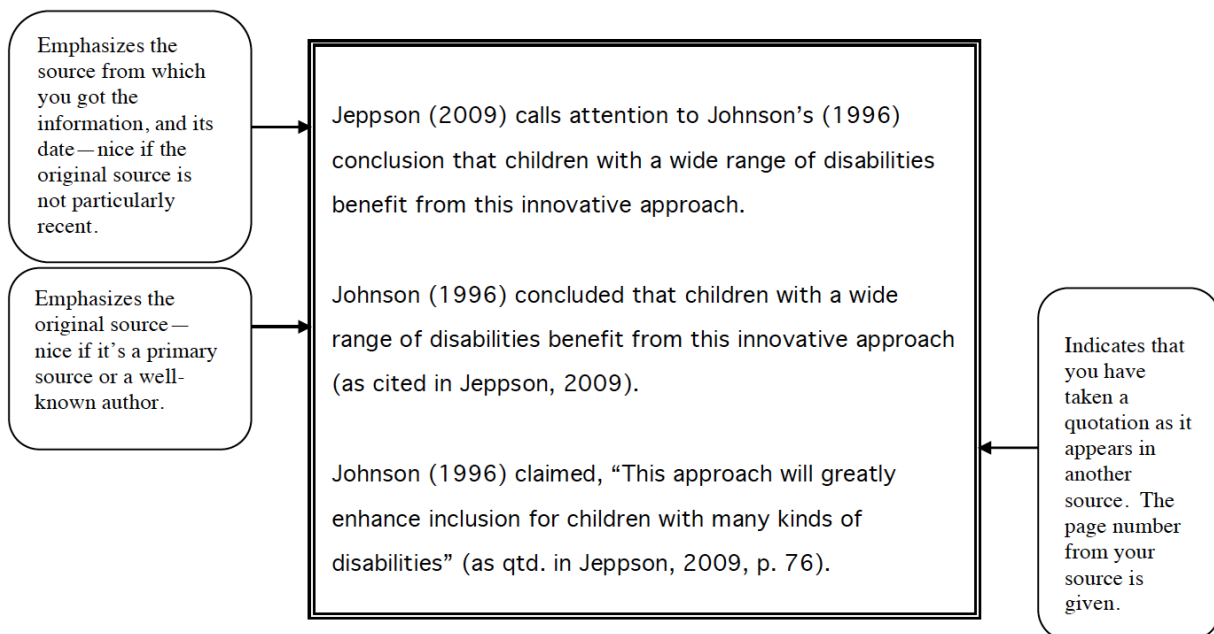 Emphasizes the
source from which
you got the
information, and its
date—nice if the
original source is
not particularly
recent.
Emphasizes the
original source—
nice if it's a primary
source or a well-
known author.
Jeppson (2009) calls attention to Johnson's (1996)
conclusion that children with a wide range of disabilities
benefit from this innovative approach.
Johnson (1996) concluded that children with a wide
range of disabilities benefit from this innovative approach
(as cited in Jeppson, 2009).
Johnson (1996) claimed, “This approach will greatly
enhance inclusion for children with many kinds of
disabilities” (as qtd. in Jeppson, 2009, p. 76).
Indicates that
you have
taken a
quotation as it
appears in
another
source.  The
page number
from your
source is
given.